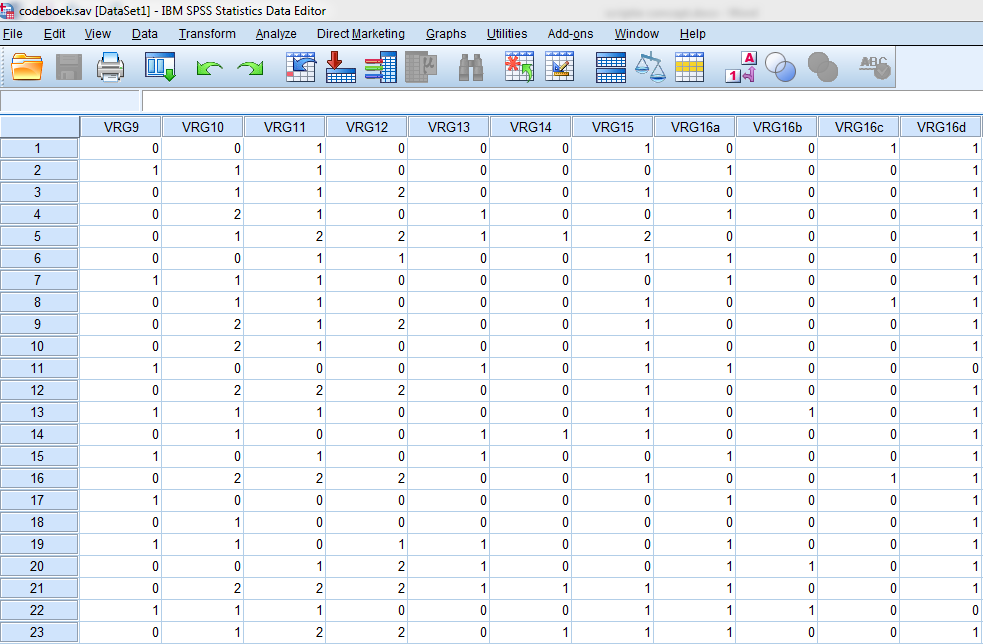 codeboek.sav [DataSet1] - IBM SPSS Statistics Data Editor
File Edit View Data Transform Analyze Direct Marketing Graphs Utilities Add-ons Window Help
1 A ABC
VRG9 VRG10 VRG11 VRG12 VRG13 VRG14 VRG15 VRG16a VRG16b VRG16c VRG16d
1 0 0 1 0 0 0 1 0 0 1 1
2 1 1 1 0 0 0 0 1 0 0 1
3 0 1 1 2 0 0 1 0 0 0 1
4 0 2 1 0 1 0 0 1 0 0 1
5 0 1 2 2 1 1 2 0 0 0 1
6 0 0 1 1 0 0 1 1 0 0 1
7 1 1 1 0 0 0 0 1 0 0 1
8 0 1 1 0 0 0 1 0 0 1 1
9 0 2 1 2 0 0 1 0 0 0 1
10 0 2 1 0 0 0 1 0 0 0 1
11 1 0 0 0 1 0 1 1 0 0 0
12 0 2 2 2 0 0 1 0 0 0 1
13 1 1 1 0 0 0 1 0 1 0 1
14 0 1 0 0 1 1 1 0 0 0 1
15 1 0 1 0 1 0 0 1 0 0 1
16 0 2 2 2 0 0 1 0 0 1 1
17 1 0 0 0 0 0 0 1 0 0 1
18 0 1 0 0 0 0 0 0 0 0 1
19 1 1 0 1 1 0 0 1 0 0 1
20 0 0 1 2 1 0 0 1 1 0 1
21 0 2 2 2 1 1 1 1 0 0 1
22 1 1 1 0 0 0 1 1 1 0 0
23 0 1 2 2 0 1 1 1 0 0 1